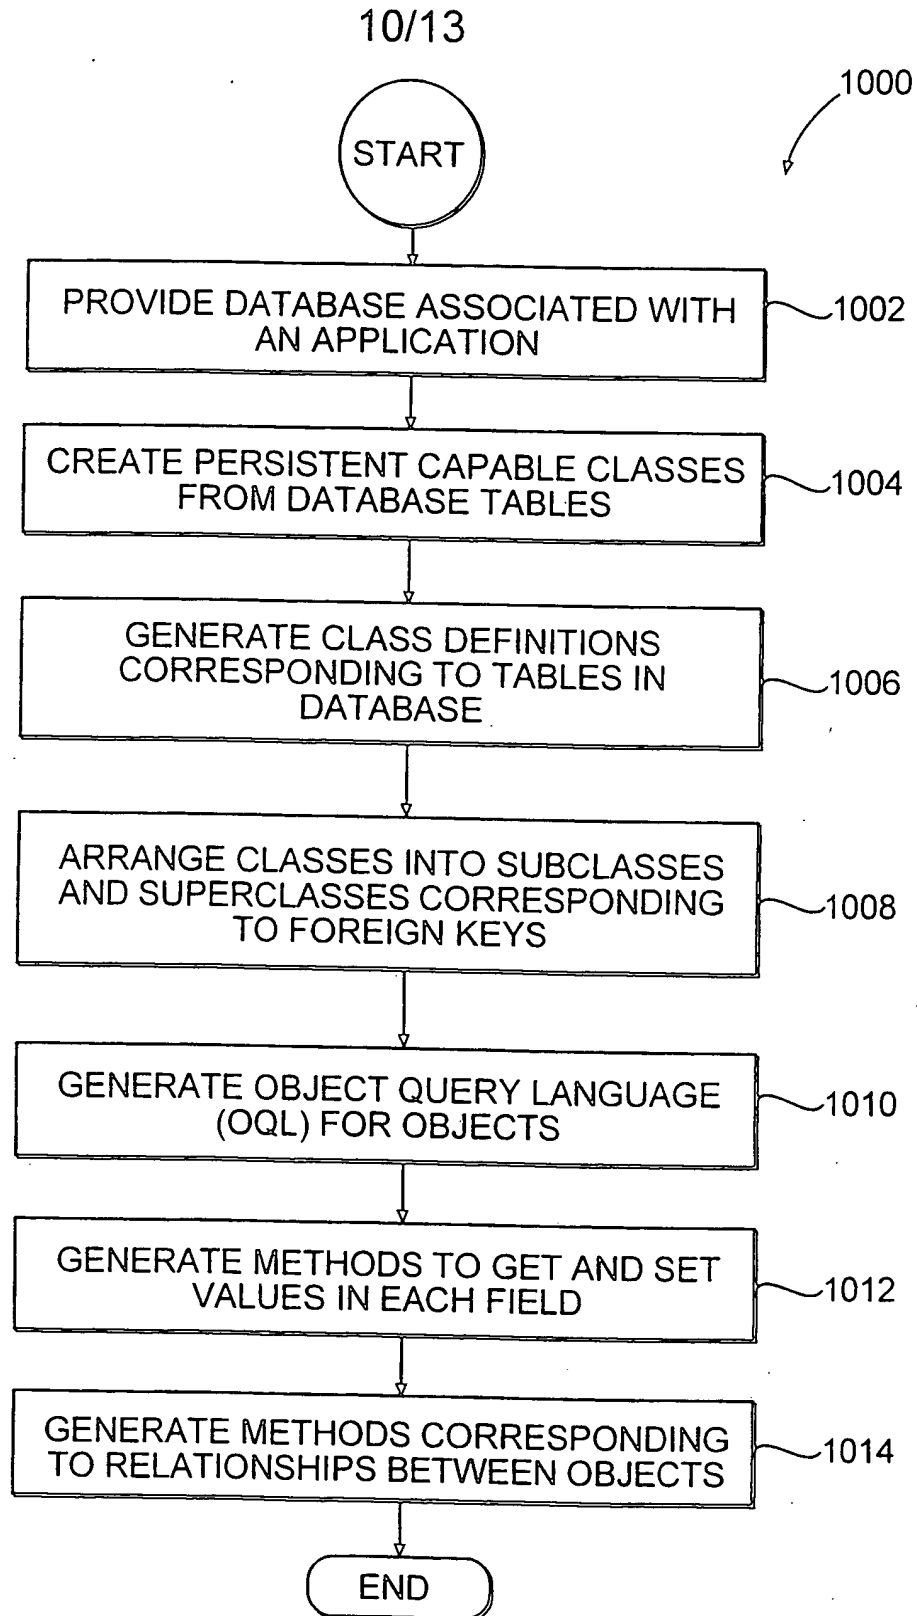 10/13
1000
START
PROVIDE DATABASE ASSOCIATED WITH
AN APPLICATION
1002
CREATE PERSISTENT CAPABLE CLASSES
FROM DATABASE TABLES
1004
GENERATE CLASS DEFINITIONS
CORRESPONDING TO TABLES IN
DATABASE
1006
ARRANGE CLASSES INTO SUBCLASSES
AND SUPERCLASSES CORRESPONDING
TO FOREIGN KEYS
1008
GENERATE OBJECT QUERY LANGUAGE
(OQL) FOR OBJECTS
1010
GENERATE METHODS TO GET AND SET
VALUES IN EACH FIELD
1012
GENERATE METHODS CORRESPONDING
TO RELATIONSHIPS BETWEEN OBJECTS
1014
END